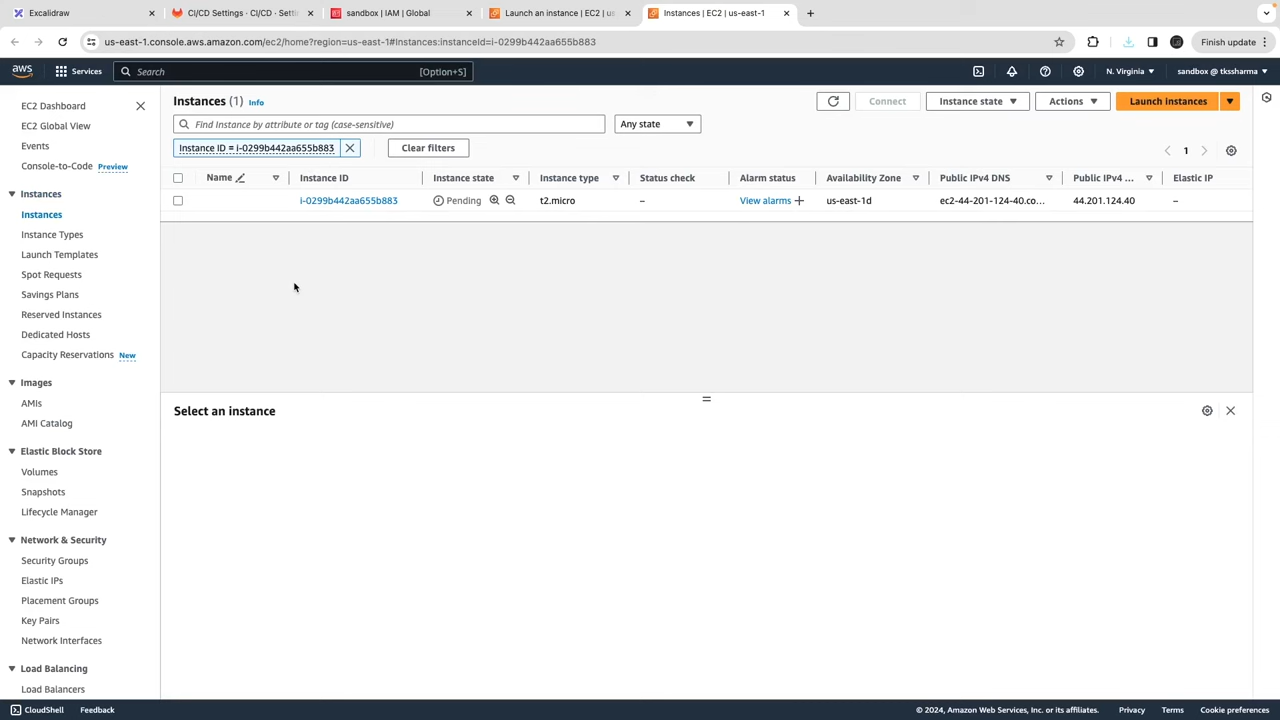 Excalidraw
CI/CD Settings · CI/CD · Settin
sandbox | IAM | Global
Launch an instance | EC2 | us
Instances | EC2 | us-east-1
us-east-1.console.aws.amazon.com/ec2/home?region=us-east-1#Instances:instanceId=i-0299b442aa655b883
Finish update
aws
Services
Search
[Option+S]
N. Virginia
sandbox @ tkssharma
EC2 Dashboard
EC2 Global View
Events
Console-to-Code Preview
Instances
Instances
Instance Types
Launch Templates
Spot Requests
Savings Plans
Reserved Instances
Dedicated Hosts
Capacity Reservations New
Images
AMIs
AMI Catalog
Elastic Block Store
Volumes
Snapshots
Lifecycle Manager
Network & Security
Security Groups
Elastic IPs
Placement Groups
Key Pairs
Network Interfaces
Load Balancing
Load Balancers
Instances (1) Info
Connect
Instance state
Actions
Launch instances
Find Instance by attribute or tag (case-sensitive)
Any state
Instance ID = i-0299b442aa655b883
Clear filters
1
Name Instance ID Instance state Instance type Status check Alarm status Availability Zone Public IPv4 DNS Public IPv4 ... Elastic IP
i-0299b442aa655b883 Pending t2.micro – View alarms + us-east-1d ec2-44-201-124-40.co... 44.201.124.40 –
Select an instance
CloudShell
Feedback
© 2024, Amazon Web Services, Inc. or its affiliates.
Privacy
Terms
Cookie preferences